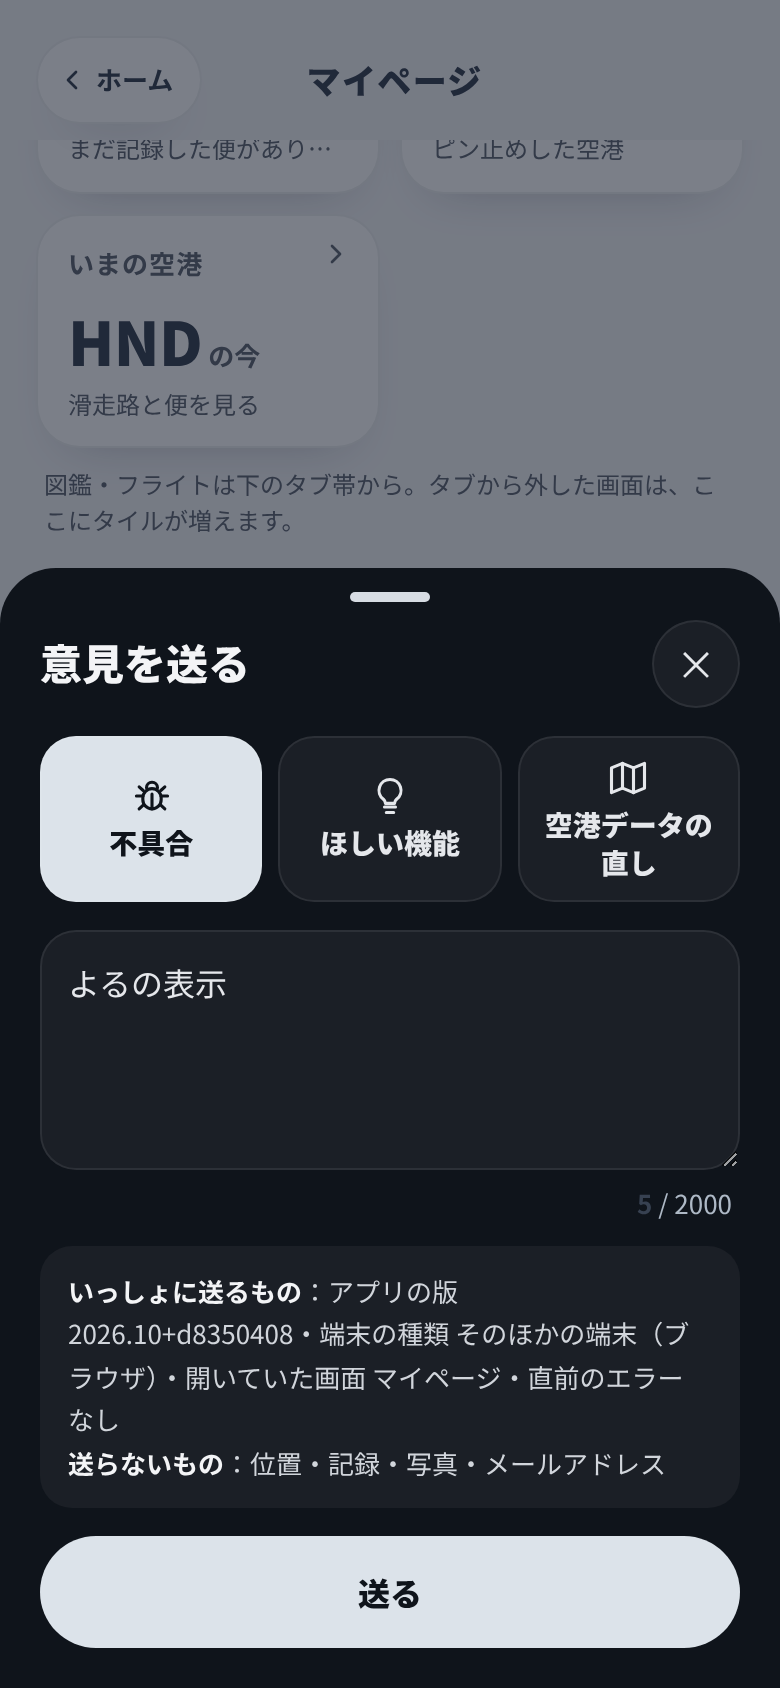 ホーム
マイページ
まだ記録した便があり…
ピン止めした空港
いまの空港
HND の今
滑走路と便を見る
図鑑・フライトは下のタブ帯から。タブから外した画面は、こ
こにタイルが増えます。
意見を送る
不具合
ほしい機能
空港データの
直し
よるの表示
5 / 2000
いっしょに送るもの：アプリの版
2026.10+d8350408・端末の種類 そのほかの端末（ブ
ラウザ）・開いていた画面 マイページ・直前のエラー
なし
送らないもの：位置・記録・写真・メールアドレス
送る